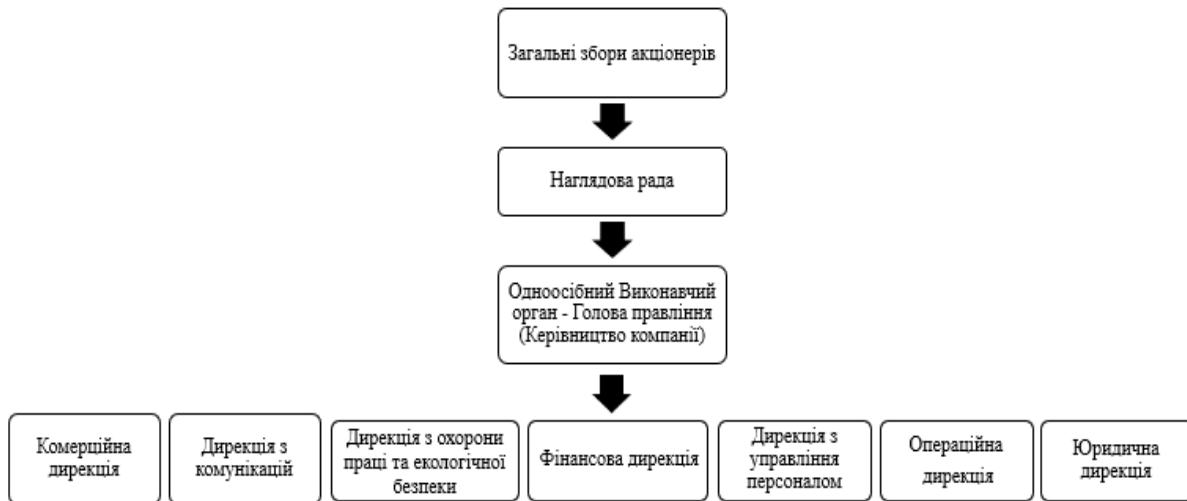 Загальні збори акціонерів
Наглядова рада
Одноосібний Виконавчий
орган - Голова правління
(Керівництво компанії)
Комерційна
дирекція
Дирекція з
комунікацій
Дирекція з охорони
праці та екологічної
безпеки
Фінансова дирекція
Дирекція з
управління
персоналом
Операційна
дирекція
Юридична
дирекція